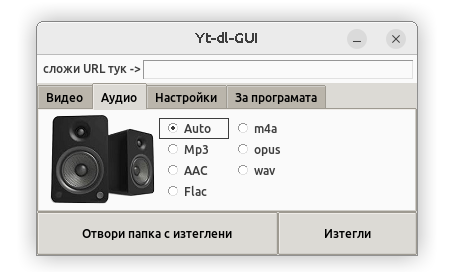 Yt-dl-GUI
сложи URL тук ->
Видео Аудио Настройки За програмата
Auto m4a
Mp3 opus
AAC wav
Flac
Отвори папка с изтеглени Изтегли